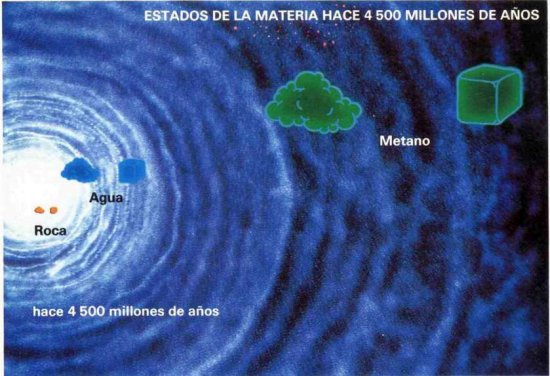 ESTADOS DE LA MATERIA HACE 4 500 MILLONES DE AÑOS
Metano
Agua
Roca
hace 4 500 millones de años